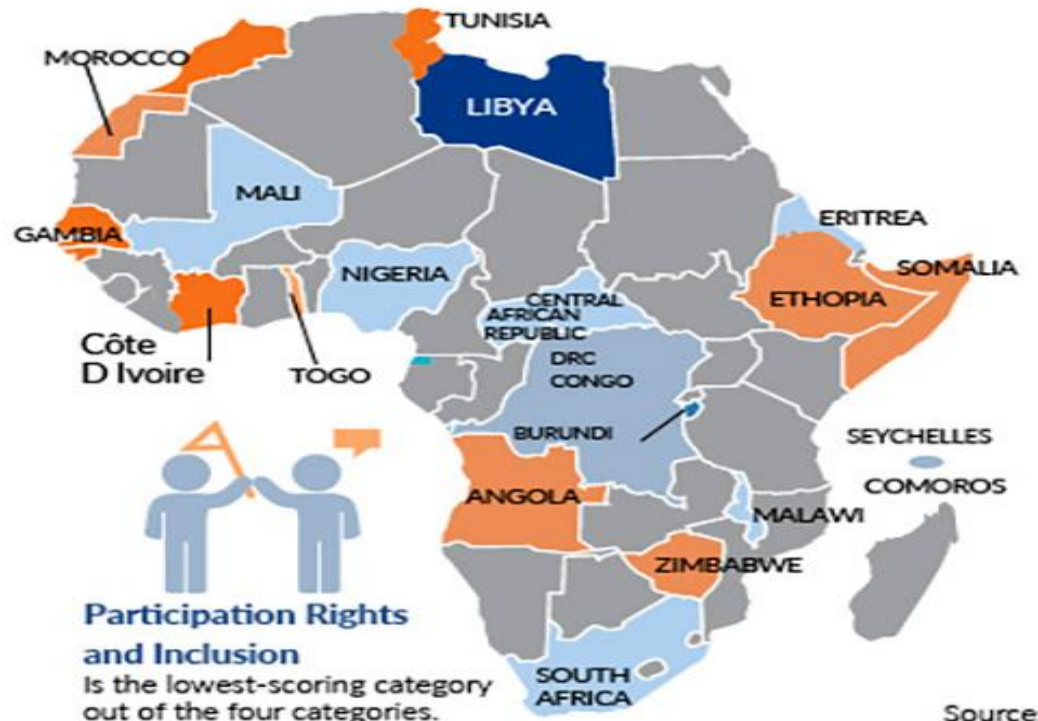 TUNISIA
MOROCCO
LIBYA
MALI
GAMBIA
ERITREA
NIGERIA
SOMALIA
ETHOPIA
CENTRAL
AFRICAN
REPUBLIC
Côte
D Ivoire
TOGO
DRC
CONGO
BURUNDI
SEYCHELLES
COMOROS
ANGOLA
MALAWI
ZIMBABWE
Participation Rights
and Inclusion
Is the lowest-scoring category
out of the four categories.
SOUTH
AFRICA
Source